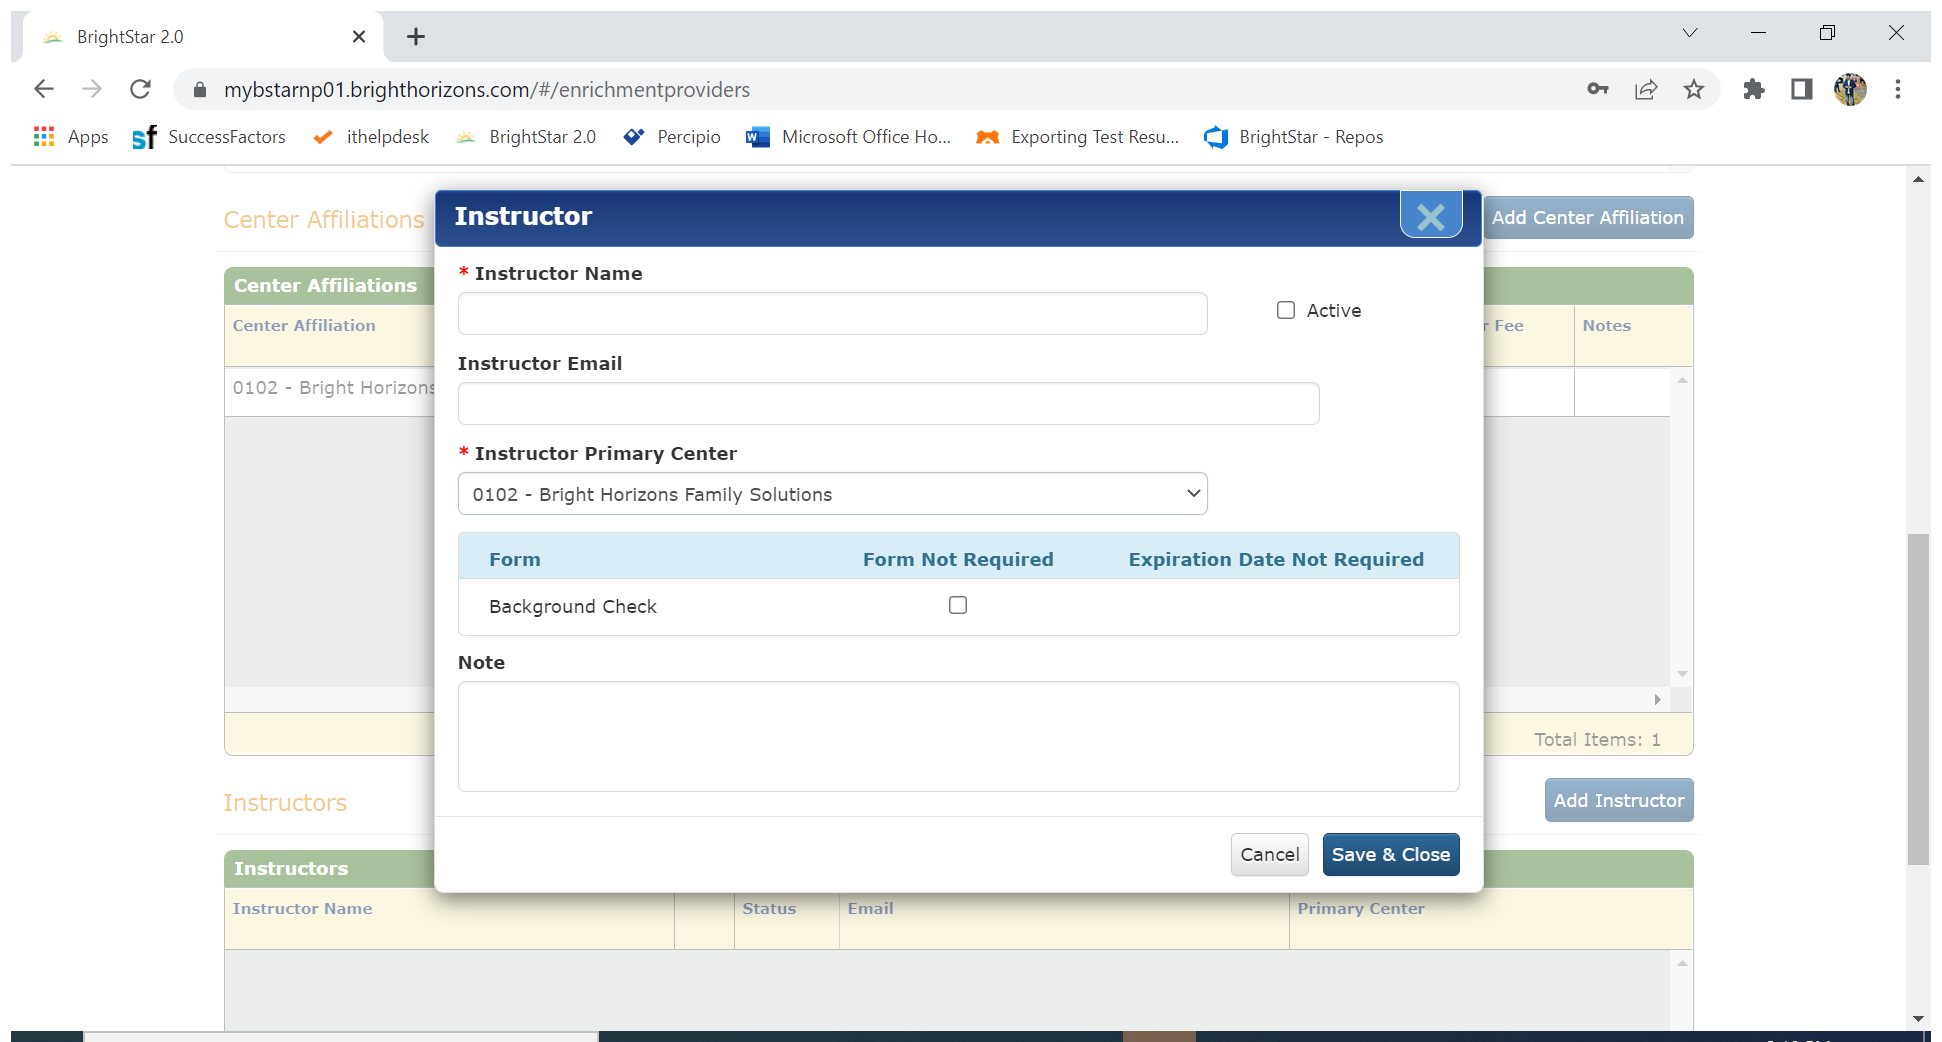 BrightStar 2.0
mybstarnp01.brighthorizons.com/#/enrichmentproviders
Apps SuccessFactors ithelpdesk BrightStar 2.0 Percipio Microsoft Office Ho... Exporting Test Resu... BrightStar - Repos
Center Affiliations
Add Center Affiliation
Center Affiliations
Center Affiliation
Fee Notes
0102 - Bright Horizons
Total Items: 1
Instructor
* Instructor Name
Active
Instructor Email
* Instructor Primary Center
0102 - Bright Horizons Family Solutions
Form Form Not Required Expiration Date Not Required
Background Check
Note
Cancel Save & Close
Instructors
Add Instructor
Instructors
Instructor Name Status Email Primary Center